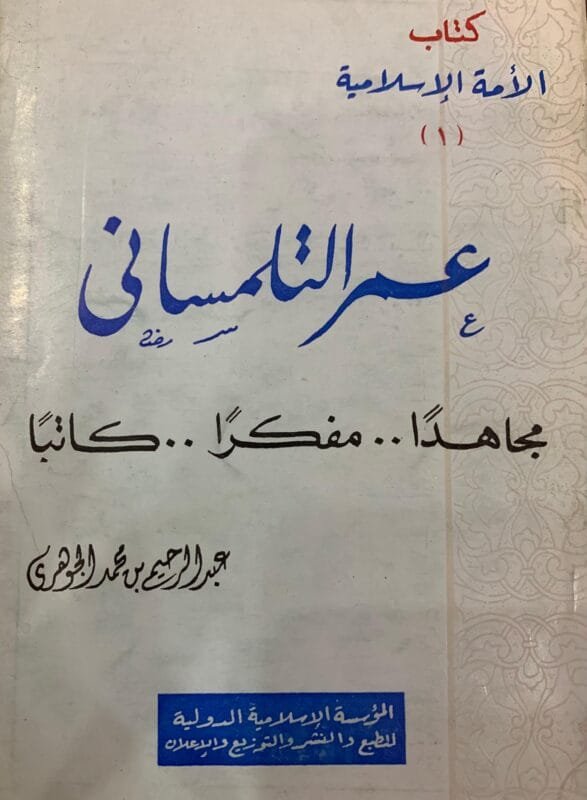 كتاب
الأمة الإسلامية
(١)
عمر التلمساني
مجاهدًا .. مفكرًا .. كاتبًا
عبد الرحيم بن محمد الجوهري
المؤسسة الإسلامية الدولية
للطبع والنشر والتوزيع والإعلان